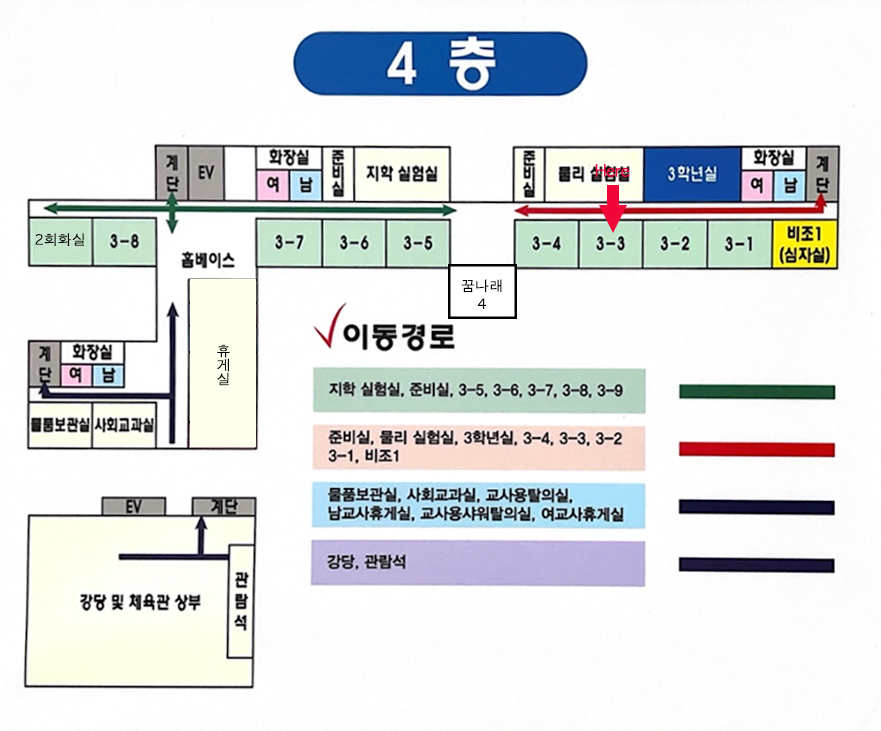 4 층
계단
EV
화장실
여 남
준비실
지학 실험실
준비실
물리 실험실
3학년실
화장실
여 남
계단
2회화실
3-8
홈베이스
3-7
3-6
3-5
3-4
3-3
3-2
3-1
비조1
(심자실)
꿈나래
4
휴게실
계단
화장실
여 남
물품보관실
사회교과실
이동경로
지학 실험실, 준비실, 3-5, 3-6, 3-7, 3-8, 3-9
준비실, 물리 실험실, 3학년실, 3-4, 3-3, 3-2
3-1, 비조1
물품보관실, 사회교과실, 교사용탈의실,
남교사휴게실, 교사용샤워탈의실, 여교사휴게실
강당, 관람석
EV
계단
강당 및 체육관 상부
관람석